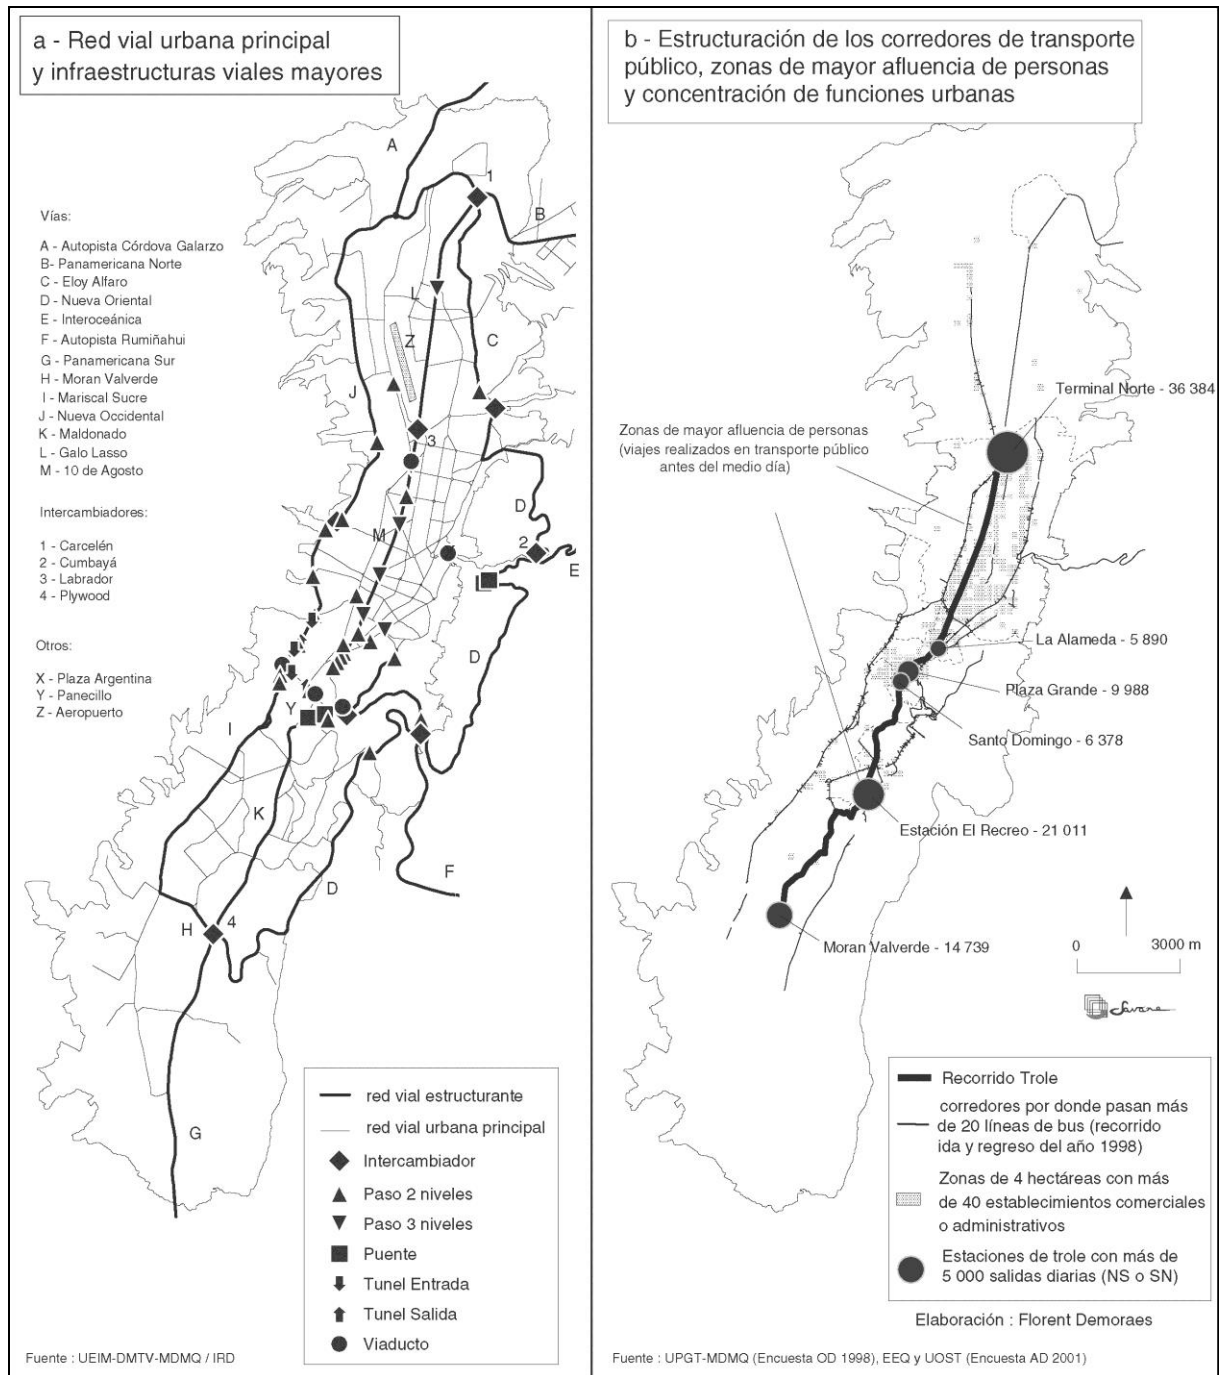 a - Red vial urbana principal
y infraestructuras viales mayores
A
1
B
Vías:
A - Autopista Córdova Galarzo
B- Panamericana Norte
C - Eloy Alfaro
D - Nueva Oriental
E - Interoceánica
F - Autopista Rumiñahui
G - Panamericana Sur
H - Moran Valverde
I - Mariscal Sucre
J - Nueva Occidental
K - Maldonado
L - Galo Lasso
M - 10 de Agosto
Intercambiadores:
1 - Carcelén
2 - Cumbayá
3 - Labrador
4 - Plywood
Otros:
X - Plaza Argentina
Y - Panecillo
Z - Aeropuerto
L
Z
C
J
3
D
M
2
E
D
Y
I
K
D
F
H
4
G
red vial estructurante
red vial urbana principal
Intercambiador
Paso 2 niveles
Paso 3 niveles
Puente
Tunel Entrada
Tunel Salida
Viaducto
Fuente : UEIM-DMTV-MDMQ / IRD
b - Estructuración de los corredores de transporte
público, zonas de mayor afluencia de personas
y concentración de funciones urbanas
Terminal Norte - 36 384
Zonas de mayor afluencia de personas
(viajes realizados en transporte público
antes del medio día)
La Alameda - 5 890
Plaza Grande - 9 988
Santo Domingo - 6 378
Estación El Recreo - 21 011
Moran Valverde - 14 739
0 3000 m
Savane
Recorrido Trole
corredores por donde pasan más
de 20 líneas de bus (recorrido
ida y regreso del año 1998)
Zonas de 4 hectáreas con más
de 40 establecimientos comerciales
o administrativos
Estaciones de trole con más de
5 000 salidas diarias (NS o SN)
Elaboración : Florent Demoraes
Fuente : UPGT-MDMQ (Encuesta OD 1998), EEQ y UOST (Encuesta AD 2001)